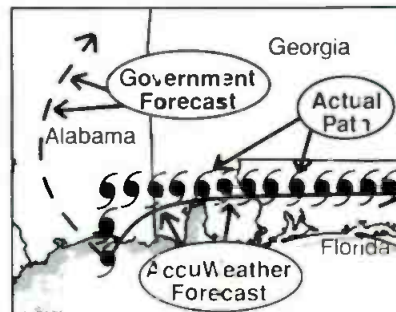 Georgia
Government
Forecast
Actual
Path
Alabama
Florida
AccuWeather
Forecast